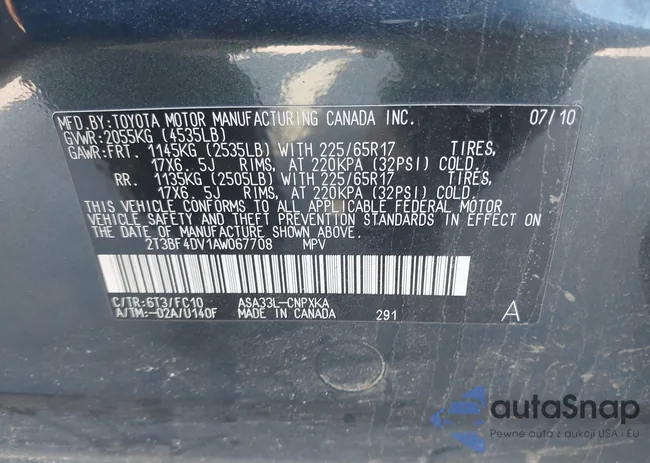 MFD.BY:TOYOTA MOTOR MANUFACTURING CANADA INC. 07/10
GVWR:2055KG (4535LB)
GAWR:FRT. 1145KG (2535LB) WITH 225/65R17 TIRES,
17X6. 5J RIMS, AT 220KPA (32PSI) COLD.
RR. 1135KG (2505LB) WITH 225/65R17 TIRES,
17X6. 5J RIMS, AT 220KPA (32PSI) COLD.
THIS VEHICLE CONFORMS TO ALL APPLICABLE FEDERAL MOTOR
VEHICLE SAFETY AND THEFT PREVENTION STANDARDS IN EFFECT ON
THE DATE OF MANUFACTURE SHOWN ABOVE.
2T3BF4DV1AW067708 MPV
C/TR:6T3/FC10 ASA33L-CNPXKA
A/TM:-02A/U140F MADE IN CANADA 291 A
autaSnap
Pewne auta z aukcji USA - EU